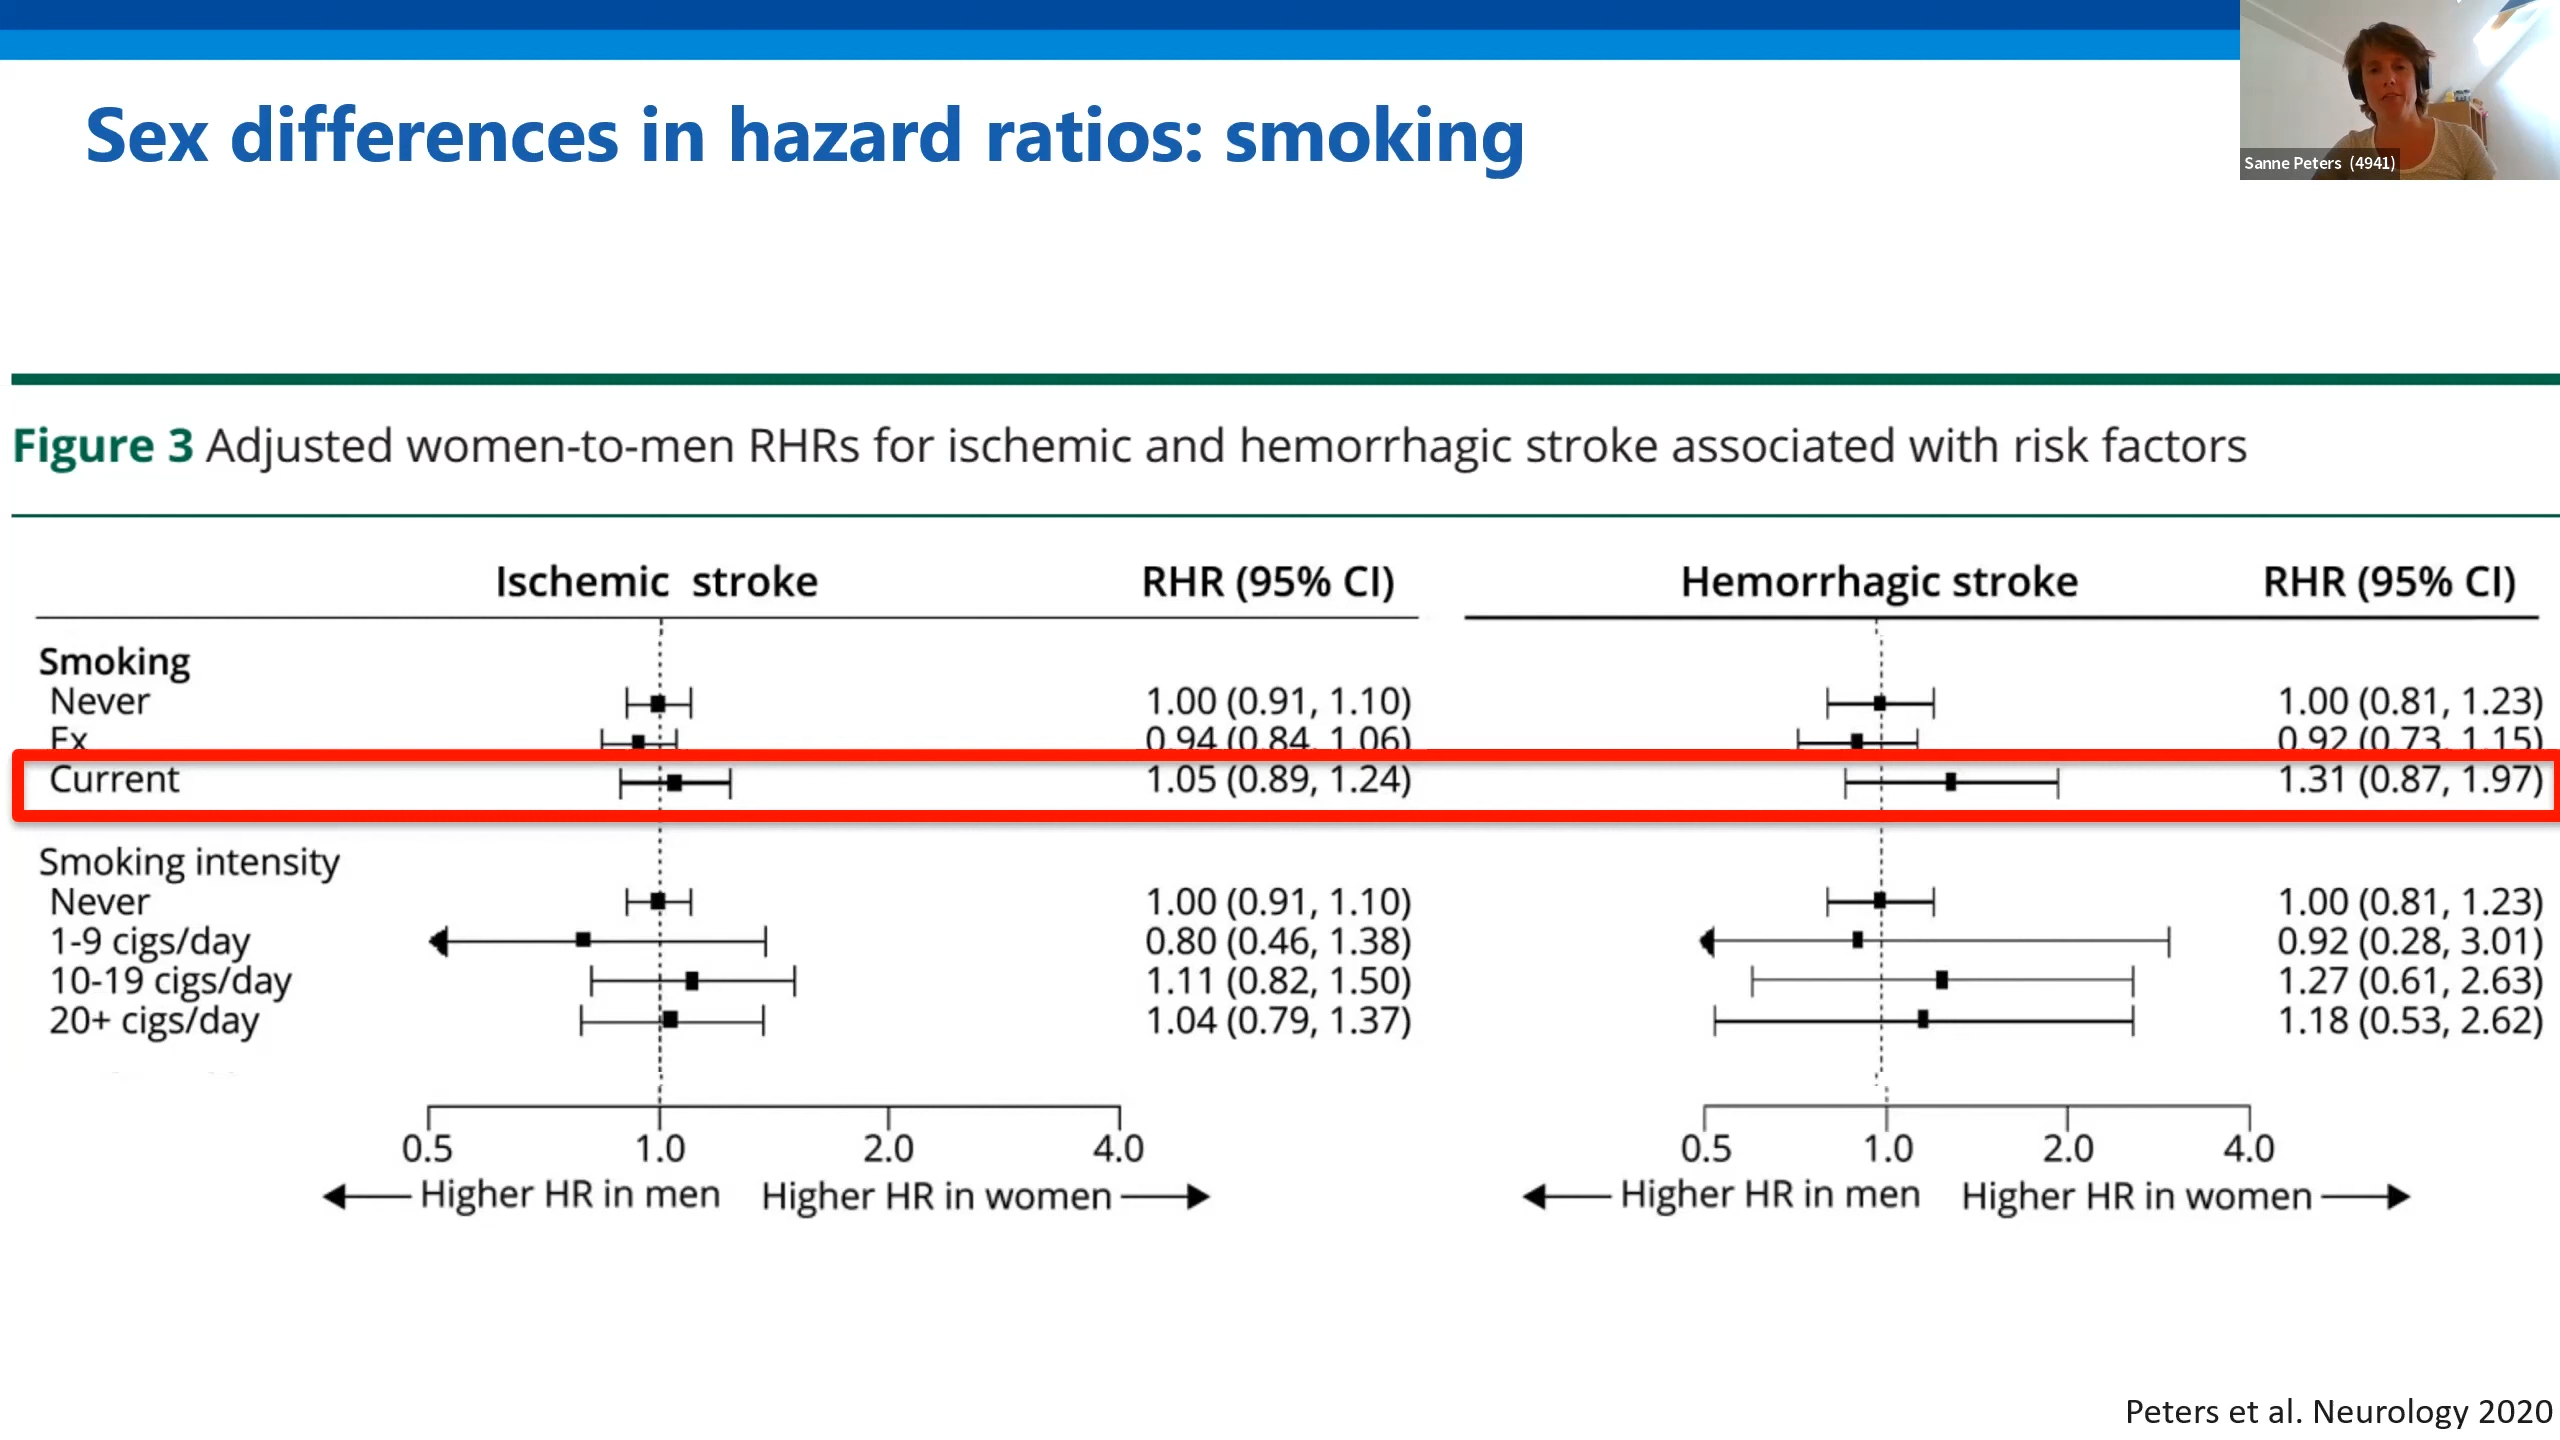 Sanne Peters (4941)
Sex differences in hazard ratios: smoking
Figure 3 Adjusted women-to-men RHRs for ischemic and hemorrhagic stroke associated with risk factors
Ischemic stroke RHR (95% CI) Hemorrhagic stroke RHR (95% CI)
Smoking
Never 1.00 (0.91, 1.10) 1.00 (0.81, 1.23)
Ex 0.94 (0.84, 1.06) 0.92 (0.73, 1.15)
Current 1.05 (0.89, 1.24) 1.31 (0.87, 1.97)
Smoking intensity
Never 1.00 (0.91, 1.10) 1.00 (0.81, 1.23)
1-9 cigs/day 0.80 (0.46, 1.38) 0.92 (0.28, 3.01)
10-19 cigs/day 1.11 (0.82, 1.50) 1.27 (0.61, 2.63)
20+ cigs/day 1.04 (0.79, 1.37) 1.18 (0.53, 2.62)
0.5 1.0 2.0 4.0 0.5 1.0 2.0 4.0
Higher HR in men Higher HR in women Higher HR in men Higher HR in women
Peters et al. Neurology 2020